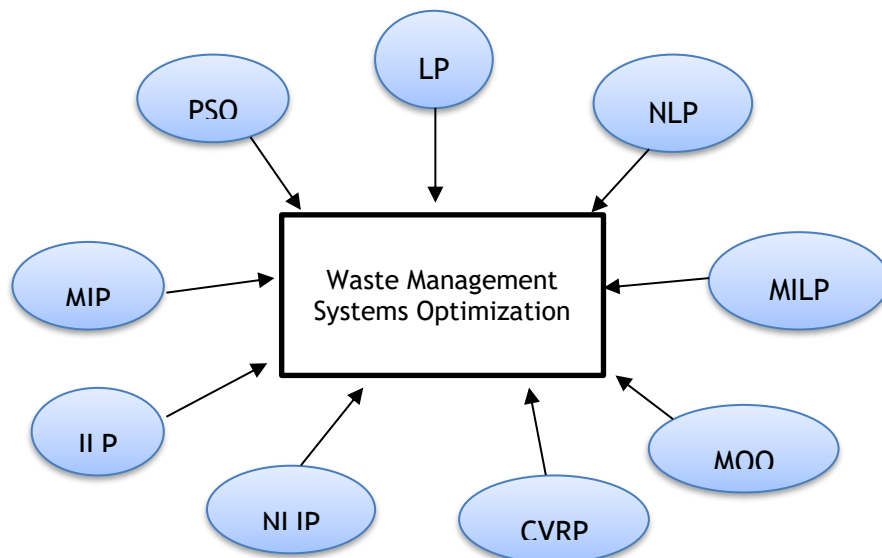 LP
PSO
NLP
MIP
Waste Management
Systems Optimization
MILP
ILP
MOO
NLIP
CVRP